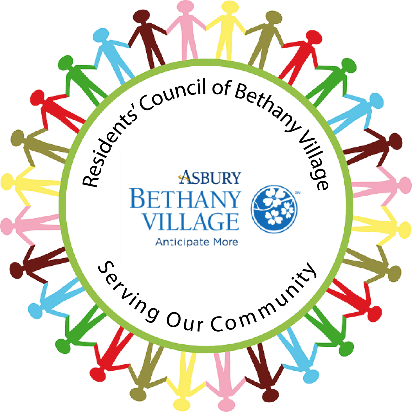 Residents' Council of Bethany Village
ASBURY
BETHANY
VILLAGE
Anticipate More
Serving Our Community